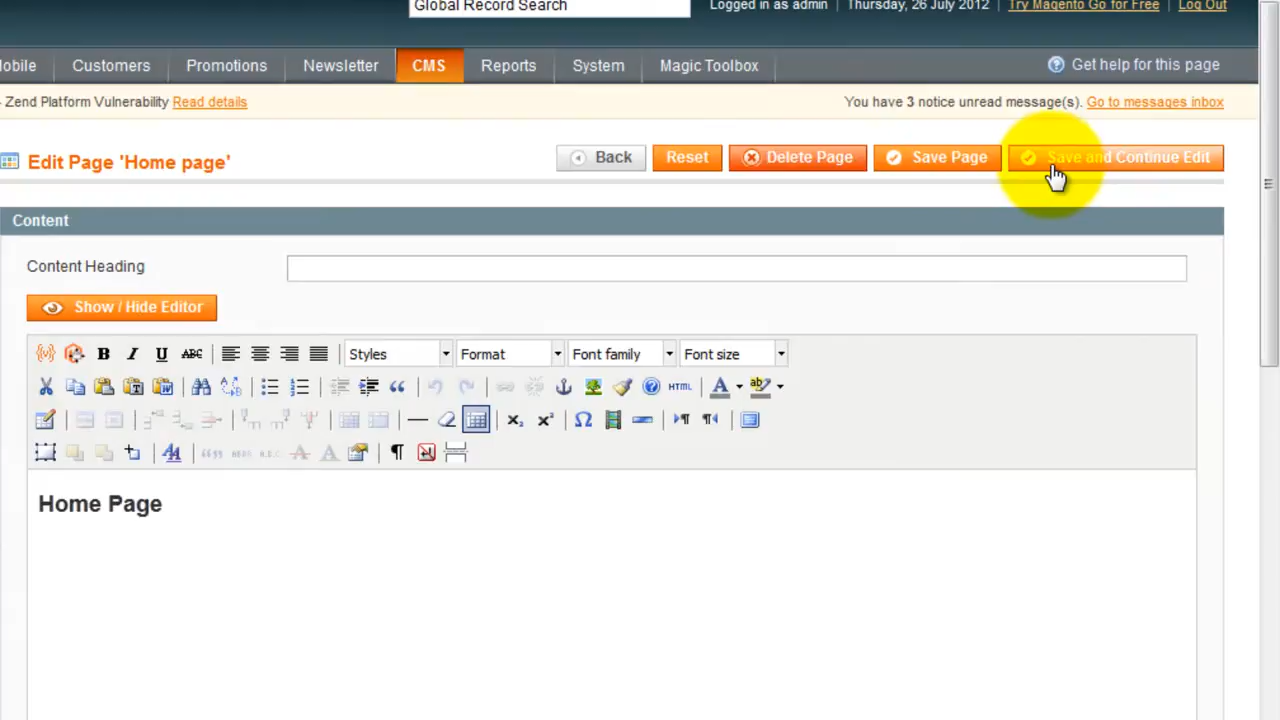 Global Record Search
Logged in as admin | Thursday, 26 July 2012 | Try Magento Go for Free | Log Out
Customers Promotions Newsletter CMS Reports System Magic Toolbox Get help for this page
Zend Platform Vulnerability Read details You have 3 notice unread message(s). Go to messages inbox
Edit Page 'Home page' Back Reset Delete Page Save Page Save and Continue Edit
Content
Content Heading
Show / Hide Editor
B I U ABC Styles Format Font family Font size
HTML A ab
Home Page